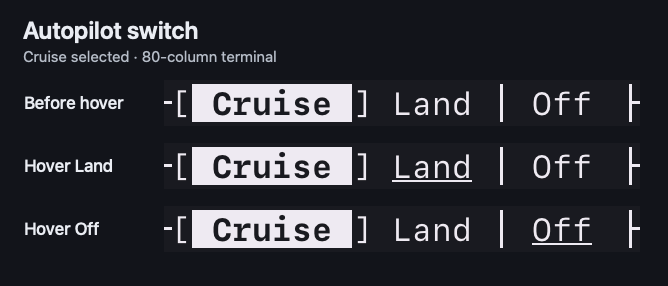 Autopilot switch
Cruise selected · 80-column terminal
Before hover -[ Cruise ] Land │ Off ├
Hover Land -[ Cruise ] Land │ Off ├
Hover Off -[ Cruise ] Land │ Off ├